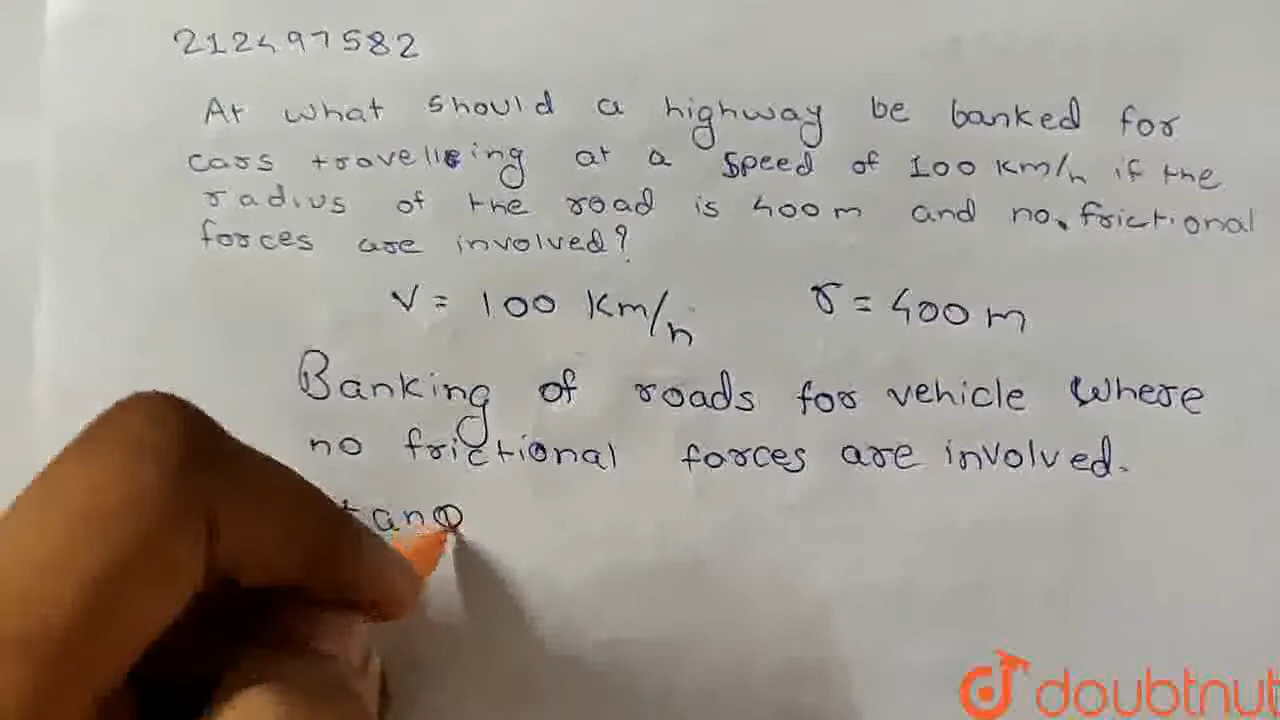 212497582
At what should a highway be banked for
cars travelleing at a speed of 100 km/h if the
radius of the road is 400m and no. frictional
forces are involved?
v = 100 km/h r = 400 m
Banking of roads for vehicle where
no frictional forces are involved.
tanθ
doubtnut